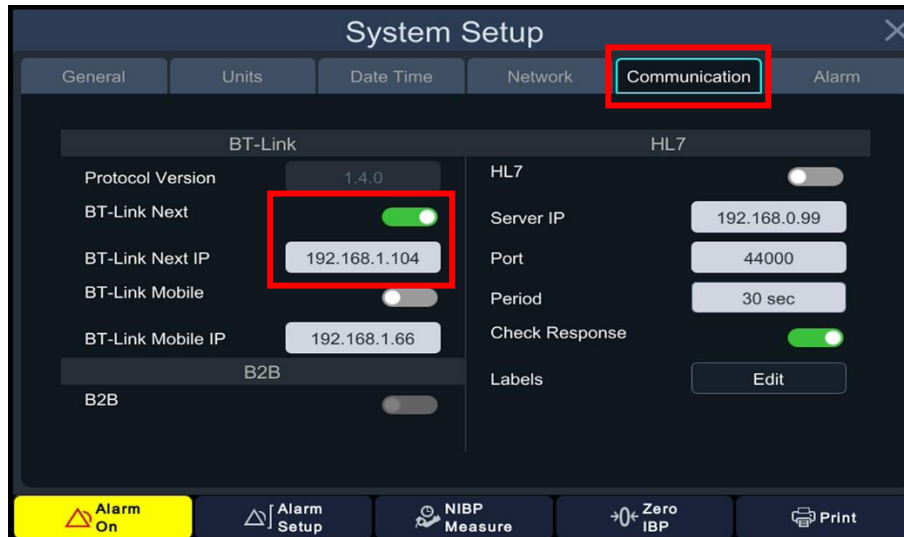 System Setup
General
Units
Date Time
Network
Communication
Alarm
BT-Link
Protocol Version 1.4.0
BT-Link Next
BT-Link Next IP 192.168.1.104
BT-Link Mobile
BT-Link Mobile IP 192.168.1.66
B2B
B2B
HL7
HL7
Server IP 192.168.0.99
Port 44000
Period 30 sec
Check Response
Labels Edit
Alarm
On
Alarm
Setup
NIBP
Measure
Zero
IBP
Print